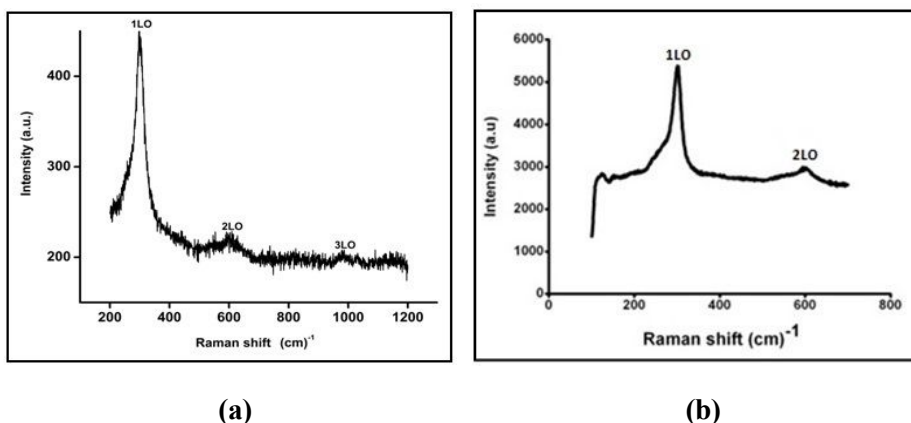 1LO
400
300
200
2LO
3LO
Intensity (a.u.)
200 400 600 800 1000 1200
Raman shift (cm)-1
(a)
6000
5000
4000
3000
2000
1000
0
1LO
2LO
Intensity (a.u)
0 200 400 600 800
Raman shift (cm)-1
(b)